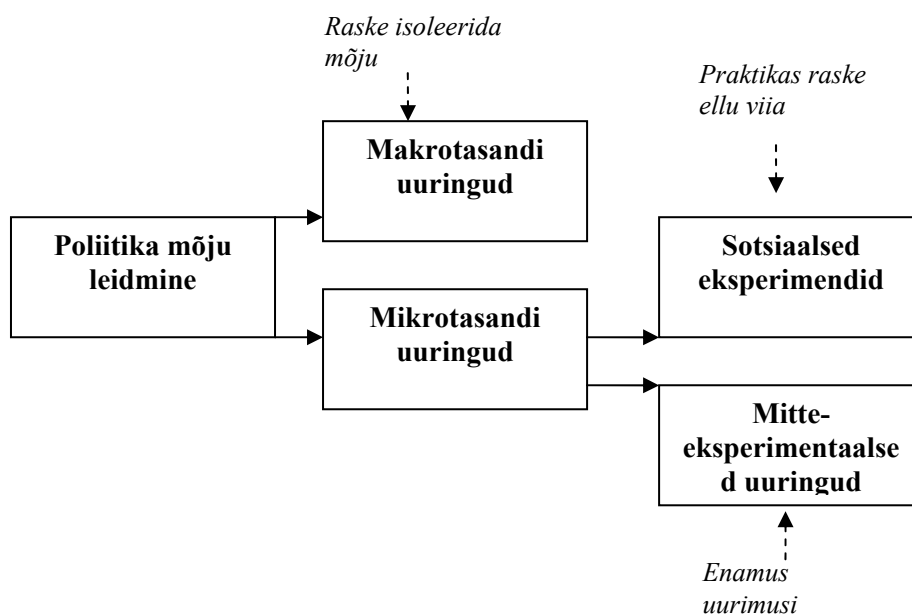 Raske isoleerida
mõju
Praktikas raske
ellu viia
Makrotasandi
uuringud
Poliitika mõju
leidmine
Sotsiaalsed
eksperimendid
Mikrotasandi
uuringud
Mitte-
eksperimentaalse
d uuringud
Enamus
uurimusi